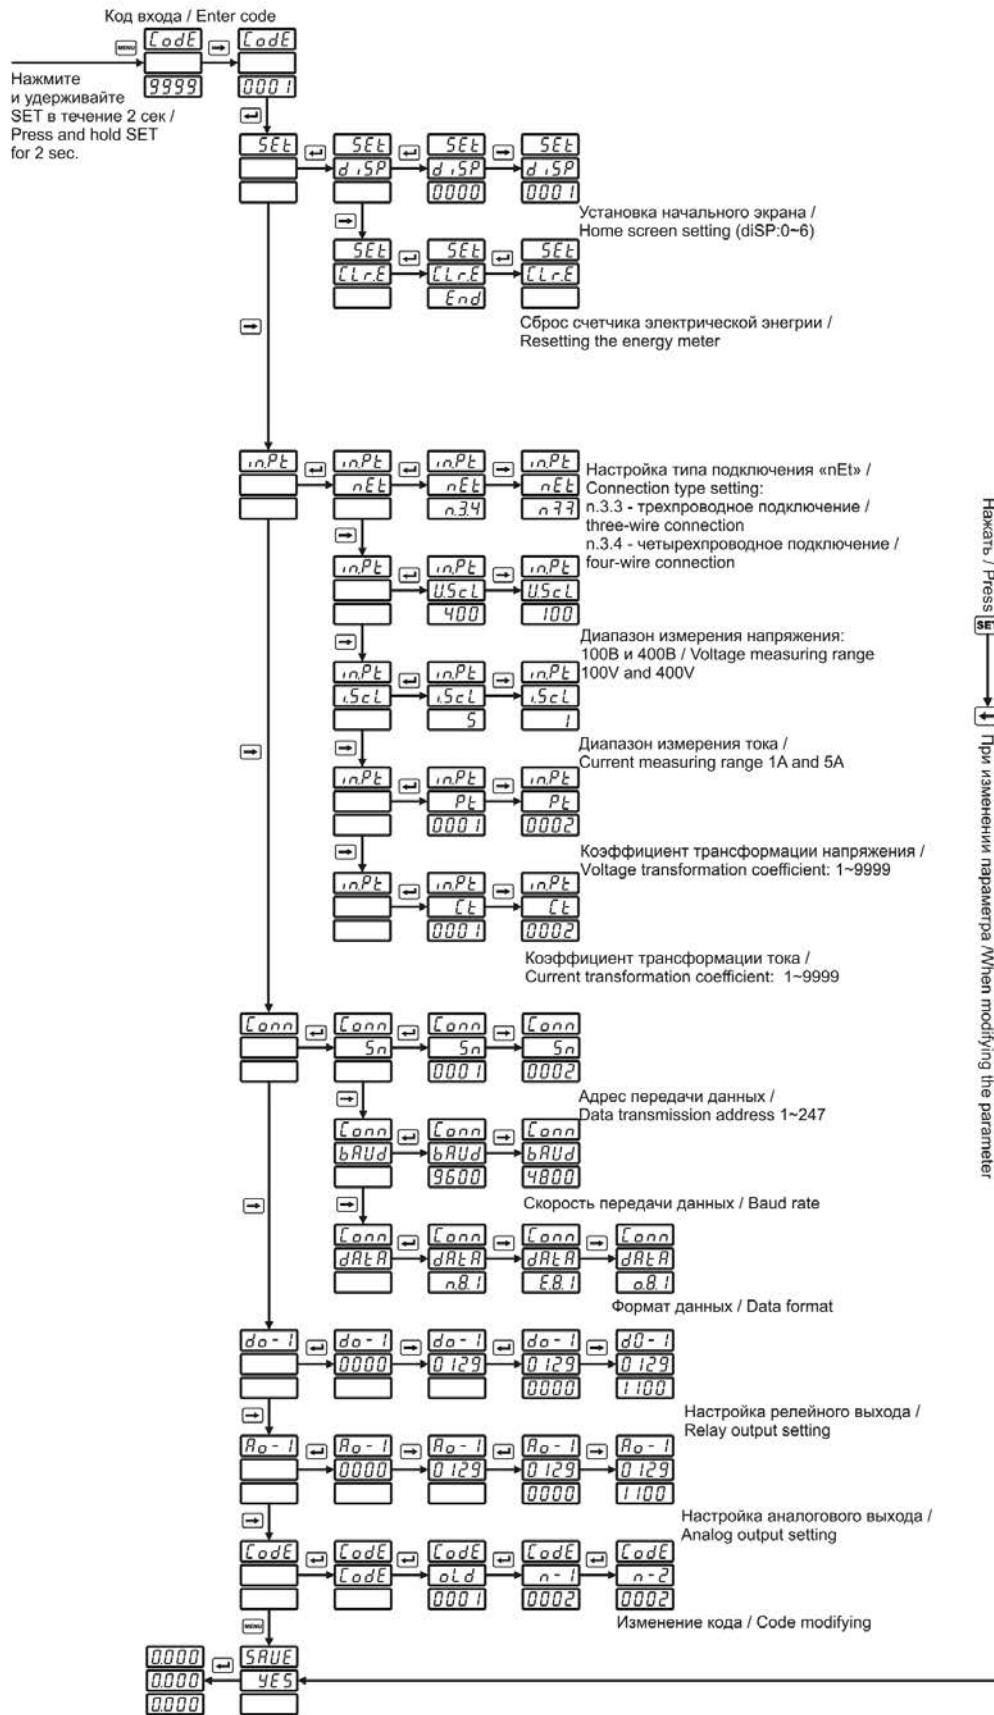 Код входа / Enter code
MENU
CodE
CodE
9999
0001
Нажмите
и удерживайте
SET в течение 2 сек /
Press and hold SET
for 2 sec.
SEt
SEt
SEt
SEt
diSP
diSP
diSP
0000
0001
Установка начального экрана /
Home screen setting (diSP:0~6)
SEt
SEt
SEt
CLr.E
CLr.E
CLr.E
End
Сброс счетчика электрической энегрии /
Resetting the energy meter
in.Pt
in.Pt
in.Pt
in.Pt
nEt
nEt
nEt
n.3.4
Настройка типа подключения «nEt» /
Connection type setting:
n.3.3 - трехпроводное подключение /
three-wire connection
n.3.4 - четырехпроводное подключение /
four-wire connection
in.Pt
in.Pt
in.Pt
U.ScL
U.ScL
400
100
Диапазон измерения напряжения:
100В и 400В / Voltage measuring range
100V and 400V
in.Pt
in.Pt
in.Pt
i.ScL
i.ScL
i.ScL
5
1
Диапазон измерения тока /
Current measuring range 1A and 5A
in.Pt
in.Pt
in.Pt
Pt
Pt
0001
0002
Коэффициент трансформации напряжения /
Voltage transformation coefficient: 1~9999
in.Pt
in.Pt
in.Pt
Ct
Ct
0001
0002
Коэффициент трансформации тока /
Current transformation coefficient: 1~9999
Conn
Conn
Conn
Conn
Sn
Sn
Sn
0001
0002
Адрес передачи данных /
Data transmission address 1~247
Conn
Conn
Conn
bAUd
bAUd
bAUd
9600
4800
Скорость передачи данных / Baud rate
Conn
Conn
Conn
Conn
dAtA
dAtA
dAtA
dAtA
n.8.1
E.8.1
o.8.1
Формат данных / Data format
do-1
do-1
do-1
do-1
dO-1
0000
0129
0129
0129
0000
1100
Настройка релейного выхода /
Relay output setting
Ao-1
Ao-1
Ao-1
Ao-1
Ao-1
0000
0129
0129
0129
0000
1100
Настройка аналогового выхода /
Analog output setting
CodE
CodE
CodE
CodE
CodE
CodE
oLd
n-1
n-2
0001
0002
0002
Изменение кода / Code modifying
MENU
SAUE
YES
0.000
0.000
0.000
Нажать / Press
SET
При изменении параметра /When modifying the parameter